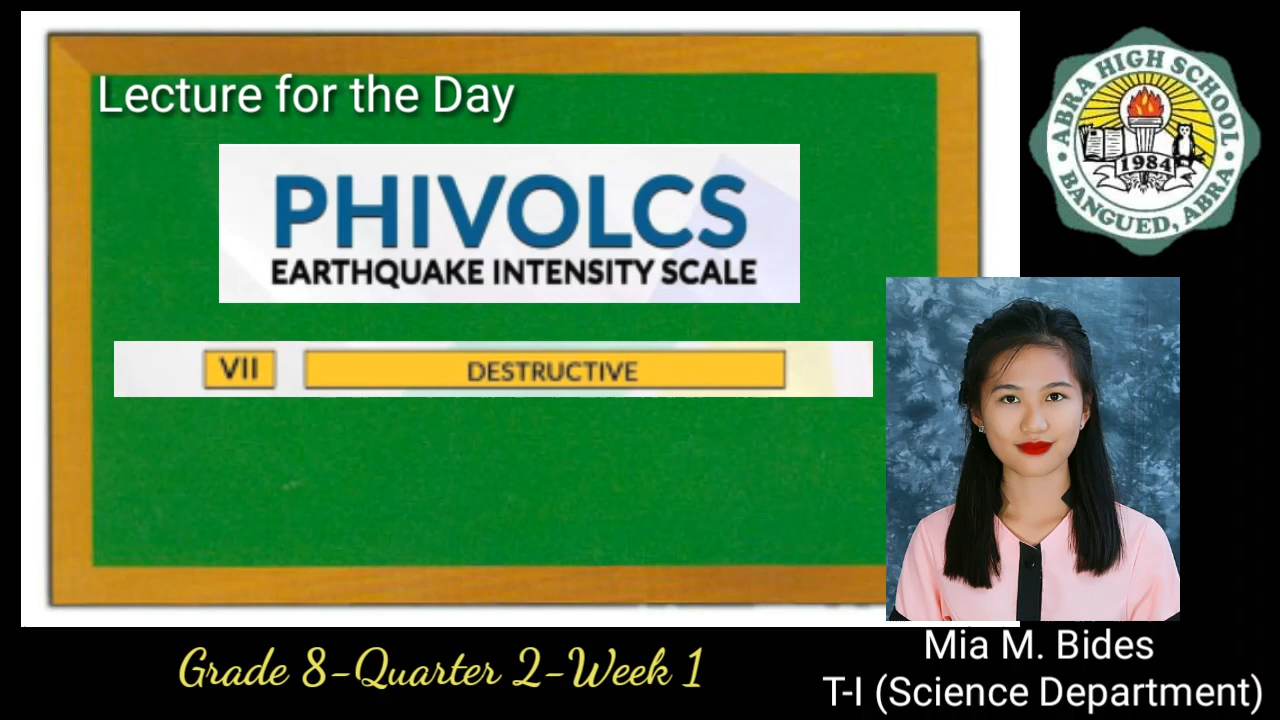 Lecture for the Day
PHIVOLCS
EARTHQUAKE INTENSITY SCALE
VII DESTRUCTIVE
Grade 8-Quarter 2-Week 1
ABRA HIGH SCHOOL
1984
BANGUED, ABRA
Mia M. Bides
T-I (Science Department)